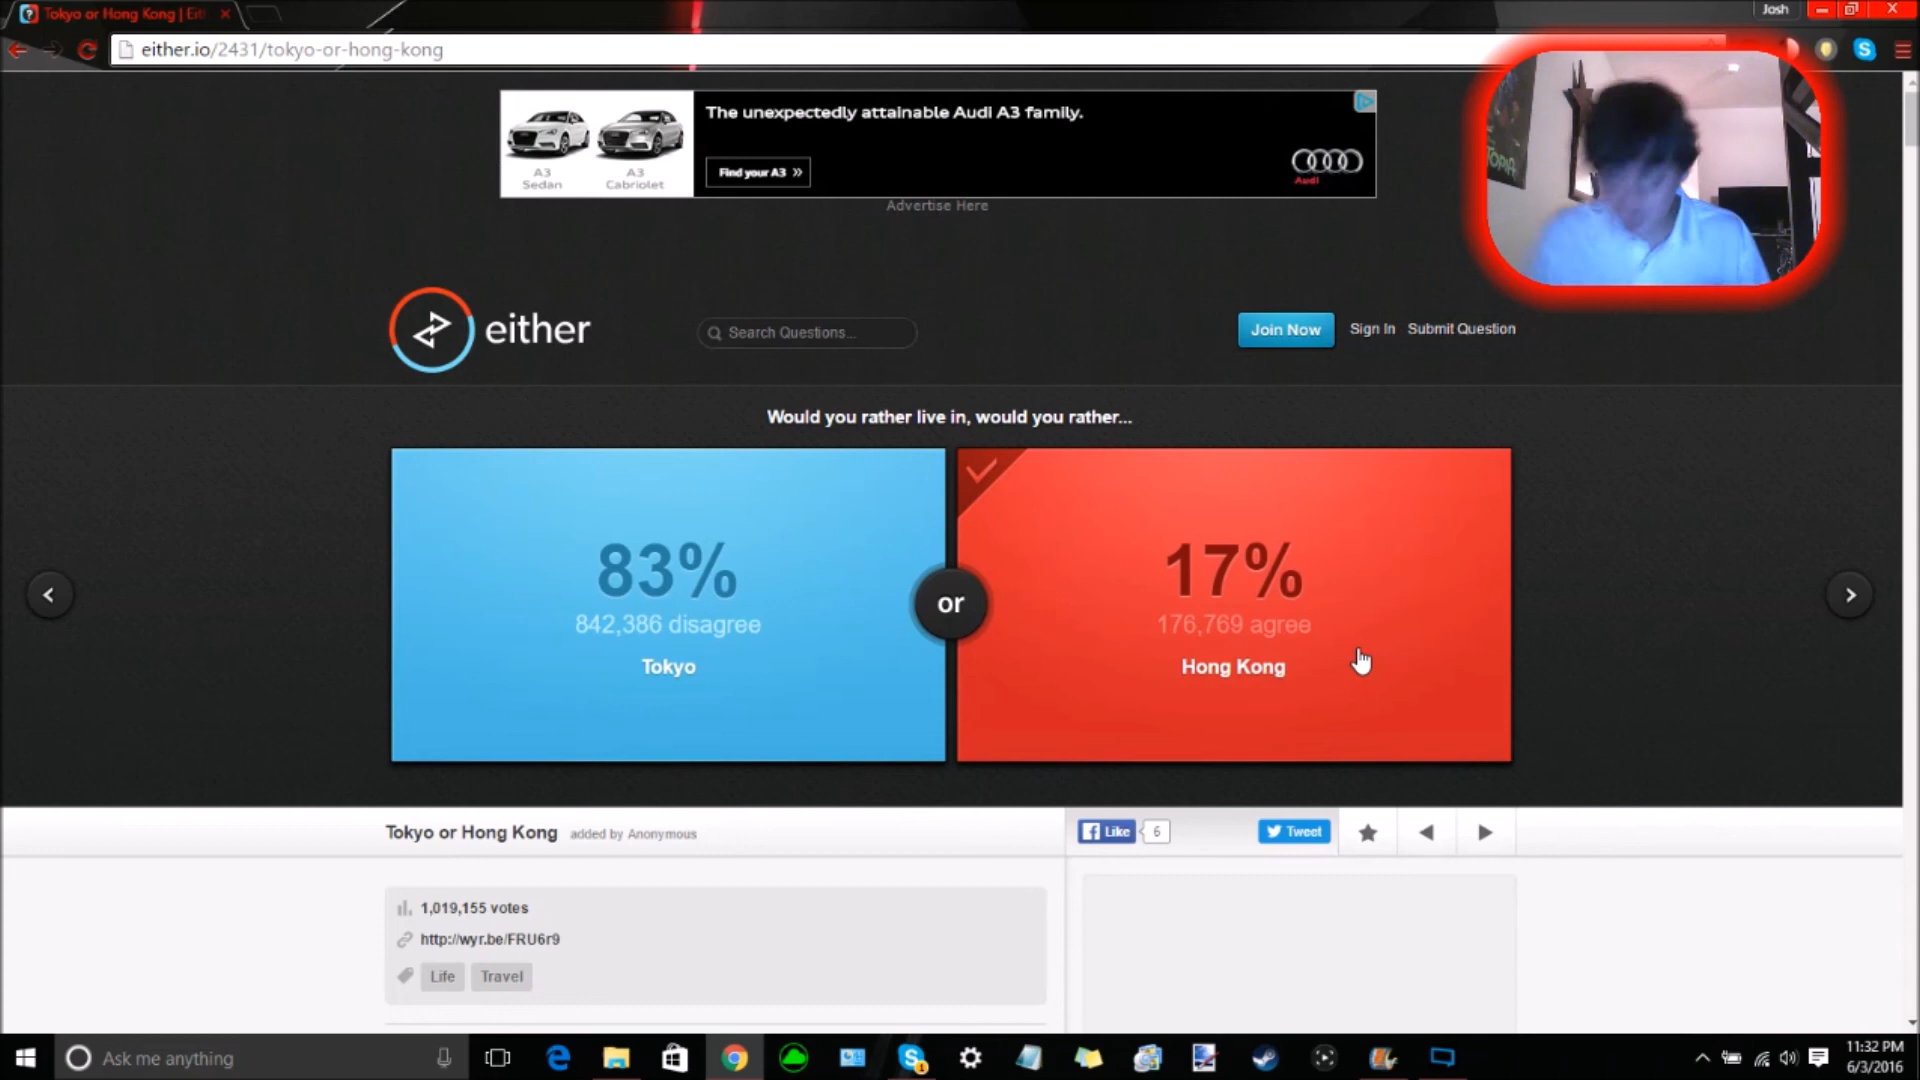 Tokyo or Hong Kong | Eit
Josh
either.io/2431/tokyo-or-hong-kong
The unexpectedly attainable Audi A3 family.
Find your A3 »
A3
Sedan
A3
Cabriolet
Audi
Advertise Here
TOPIA
either
Search Questions...
Join Now
Sign In
Submit Question
Would you rather live in, would you rather...
83%
842,386 disagree
Tokyo
or
17%
176,769 agree
Hong Kong
Tokyo or Hong Kong
added by Anonymous
Like
6
Tweet
1,019,155 votes
http://wyr.be/FRU6r9
Life
Travel
Ask me anything
1
11:32 PM
6/3/2016